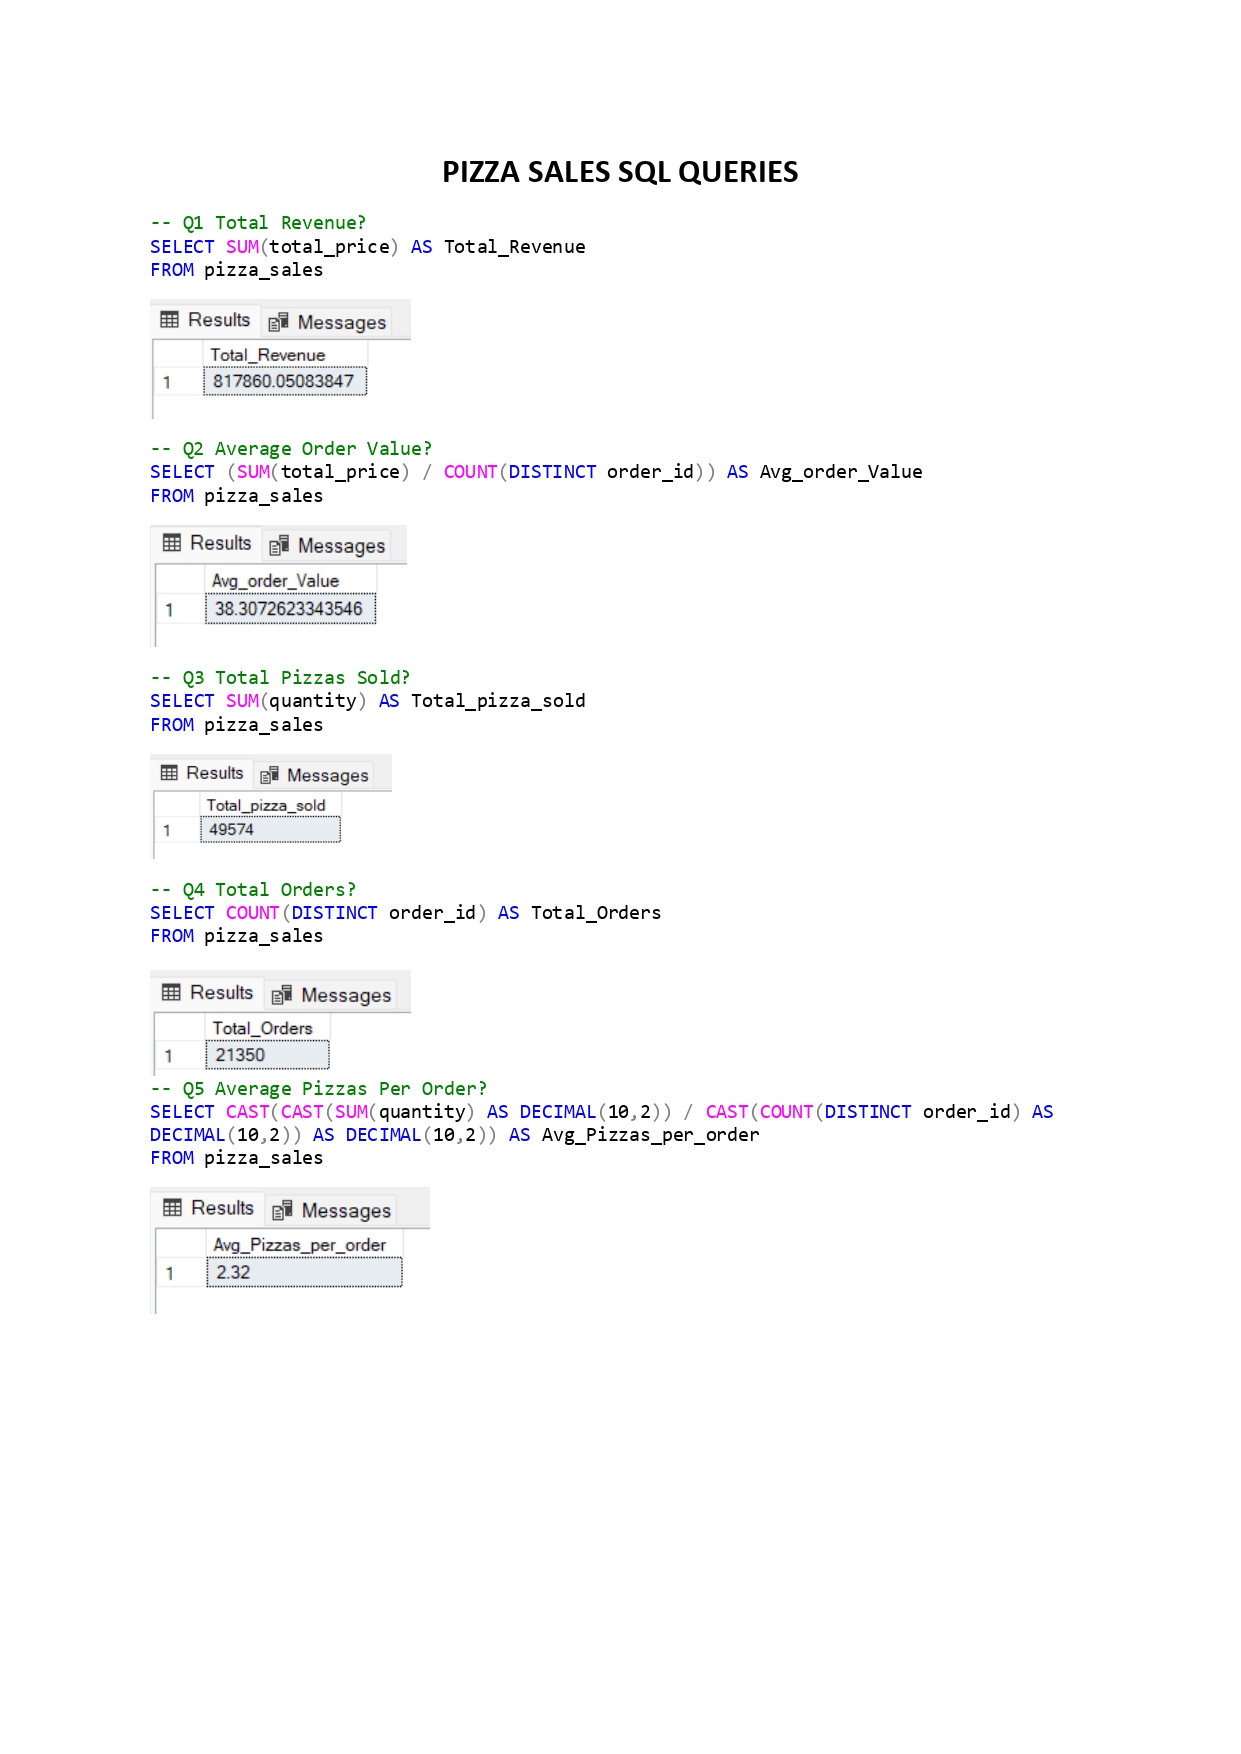 PIZZA SALES SQL QUERIES
-- Q1 Total Revenue?
SELECT SUM(total_price) AS Total_Revenue
FROM pizza_sales
Results Messages
Total_Revenue
1 817860.05083847
-- Q2 Average Order Value?
SELECT (SUM(total_price) / COUNT(DISTINCT order_id)) AS Avg_order_Value
FROM pizza_sales
Results Messages
Avg_order_Value
1 38.3072623343546
-- Q3 Total Pizzas Sold?
SELECT SUM(quantity) AS Total_pizza_sold
FROM pizza_sales
Results Messages
Total_pizza_sold
1 49574
-- Q4 Total Orders?
SELECT COUNT(DISTINCT order_id) AS Total_Orders
FROM pizza_sales
Results Messages
Total_Orders
1 21350
-- Q5 Average Pizzas Per Order?
SELECT CAST(CAST(SUM(quantity) AS DECIMAL(10,2)) / CAST(COUNT(DISTINCT order_id) AS
DECIMAL(10,2)) AS DECIMAL(10,2)) AS Avg_Pizzas_per_order
FROM pizza_sales
Results Messages
Avg_Pizzas_per_order
1 2.32